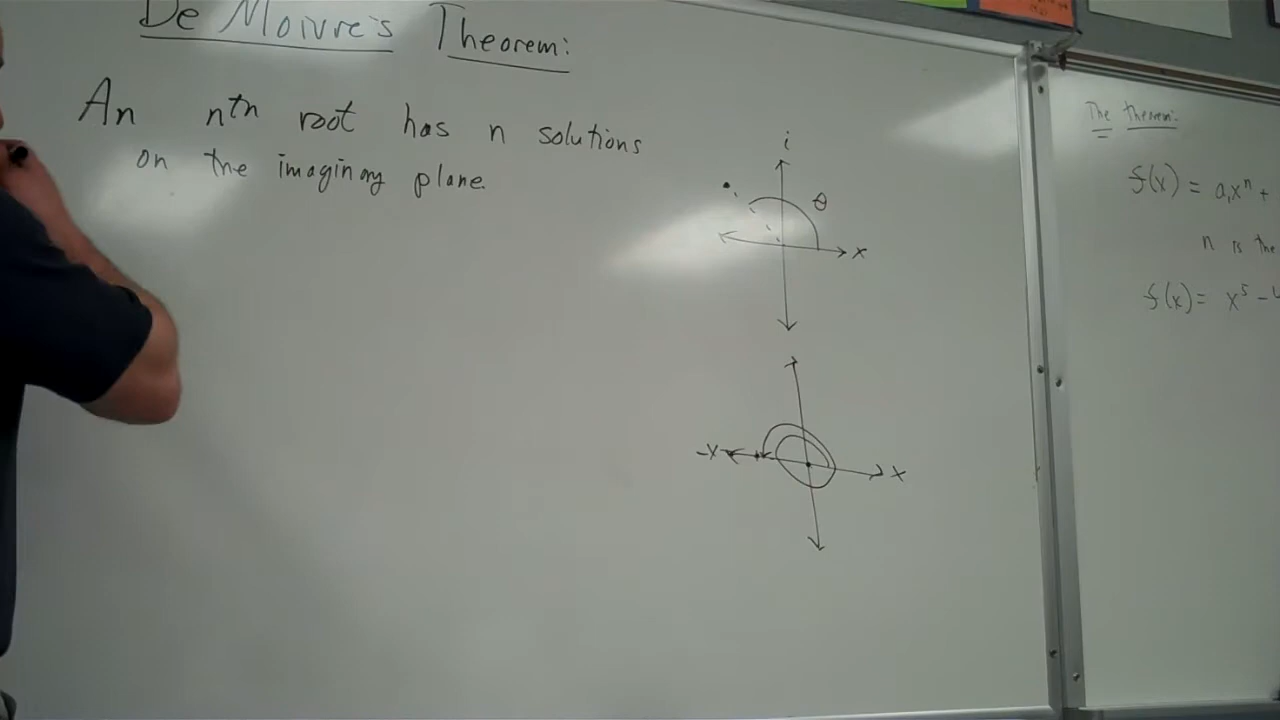 De Moivre's Theorem:
An nth root has n solutions
on the imaginary plane.
i
θ
x
-x
x
The theorem:
f(x) = a₁xⁿ +
n is the
f(x) = x⁵ -